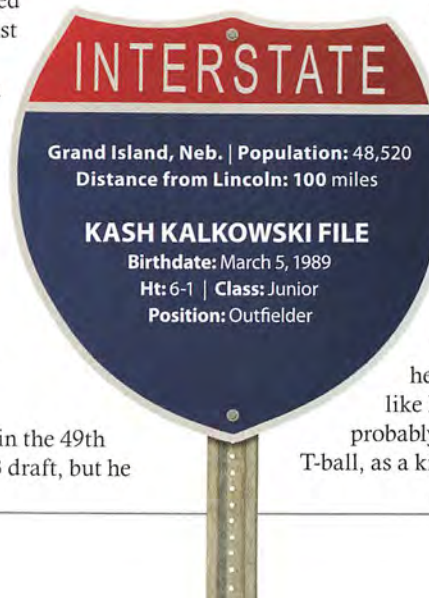 INTERSTATE
Grand Island, Neb. | Population: 48,520
Distance from Lincoln: 100 miles
KASH KALKOWSKI FILE
Birthdate: March 5, 1989
Ht: 6-1 | Class: Junior
Position: Outfielder
in the 49th
draft, but he
he
like
probably
T-ball, as a